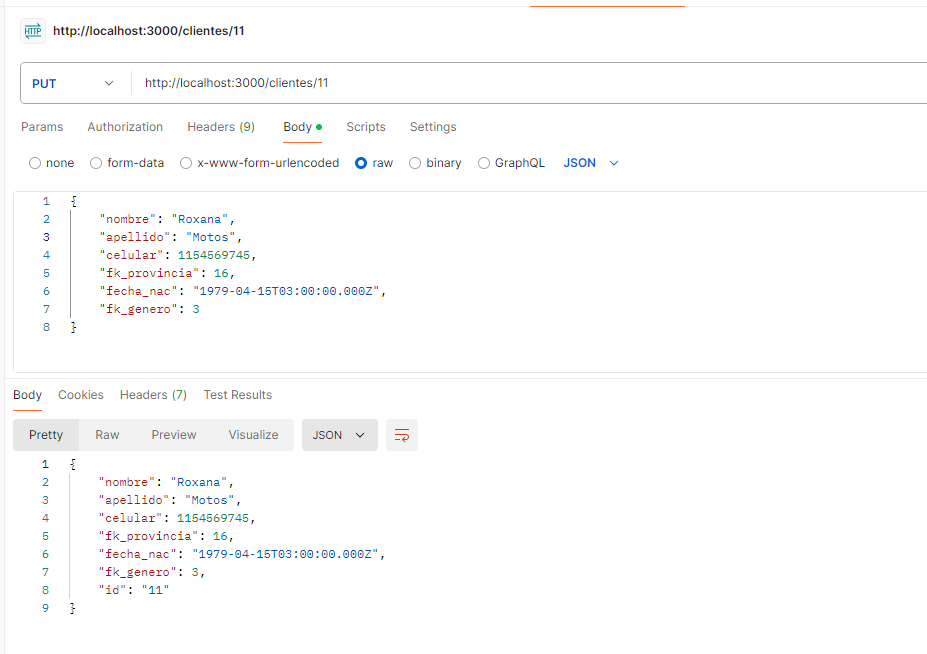 HTTP http://localhost:3000/clientes/11
PUT http://localhost:3000/clientes/11
Params Authorization Headers (9) Body Scripts Settings
none form-data x-www-form-urlencoded raw binary GraphQL JSON
1 {
2 "nombre": "Roxana",
3 "apellido": "Motos",
4 "celular": 1154569745,
5 "fk_provincia": 16,
6 "fecha_nac": "1979-04-15T03:00:00.000Z",
7 "fk_genero": 3
8 }
Body Cookies Headers (7) Test Results
Pretty Raw Preview Visualize JSON
1 {
2 "nombre": "Roxana",
3 "apellido": "Motos",
4 "celular": 1154569745,
5 "fk_provincia": 16,
6 "fecha_nac": "1979-04-15T03:00:00.000Z",
7 "fk_genero": 3,
8 "id": "11"
9 }